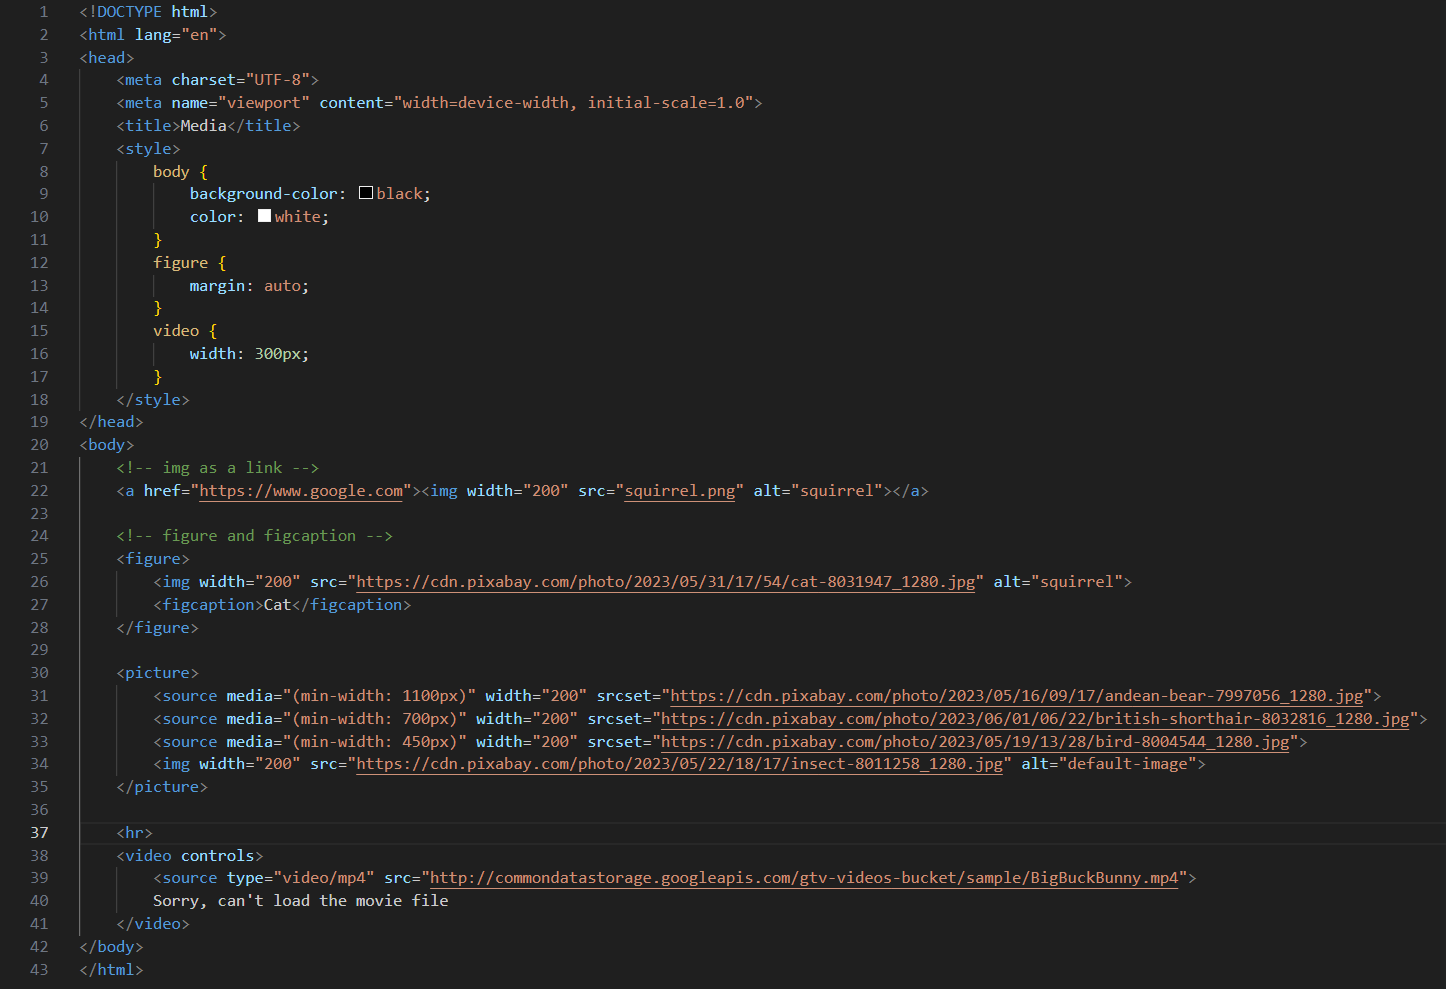 1 <!DOCTYPE html>
2 <html lang="en">
3 <head>
4     <meta charset="UTF-8">
5     <meta name="viewport" content="width=device-width, initial-scale=1.0">
6     <title>Media</title>
7     <style>
8         body {
9             background-color: black;
10             color: white;
11         }
12         figure {
13             margin: auto;
14         }
15         video {
16             width: 300px;
17         }
18     </style>
19 </head>
20 <body>
21     <!-- img as a link -->
22     <a href="https://www.google.com"><img width="200" src="squirrel.png" alt="squirrel"></a>
23
24     <!-- figure and figcaption -->
25     <figure>
26         <img width="200" src="https://cdn.pixabay.com/photo/2023/05/31/17/54/cat-8031947_1280.jpg" alt="squirrel">
27         <figcaption>Cat</figcaption>
28     </figure>
29
30     <picture>
31         <source media="(min-width: 1100px)" width="200" srcset="https://cdn.pixabay.com/photo/2023/05/16/09/17/andean-bear-7997056_1280.jpg">
32         <source media="(min-width: 700px)" width="200" srcset="https://cdn.pixabay.com/photo/2023/06/01/06/22/british-shorthair-8032816_1280.jpg">
33         <source media="(min-width: 450px)" width="200" srcset="https://cdn.pixabay.com/photo/2023/05/19/13/28/bird-8004544_1280.jpg">
34         <img width="200" src="https://cdn.pixabay.com/photo/2023/05/22/18/17/insect-8011258_1280.jpg" alt="default-image">
35     </picture>
36
37     <hr>
38     <video controls>
39         <source type="video/mp4" src="http://commondatastorage.googleapis.com/gtv-videos-bucket/sample/BigBuckBunny.mp4">
40         Sorry, can't load the movie file
41     </video>
42 </body>
43 </html>